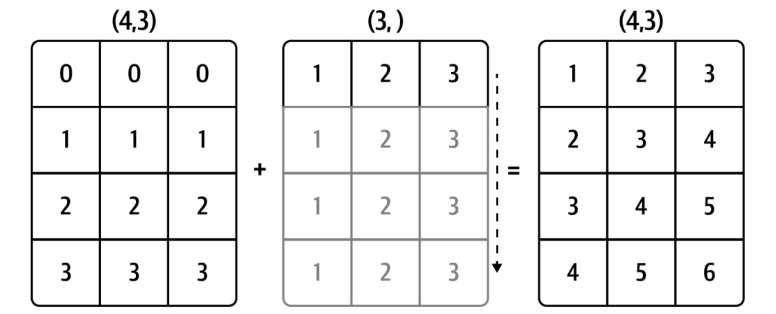 (4,3) (3, ) (4,3)
0 0 0 1 2 3 1 2 3
1 1 1 1 2 3 2 3 4
+ =
2 2 2 1 2 3 3 4 5
3 3 3 1 2 3 4 5 6